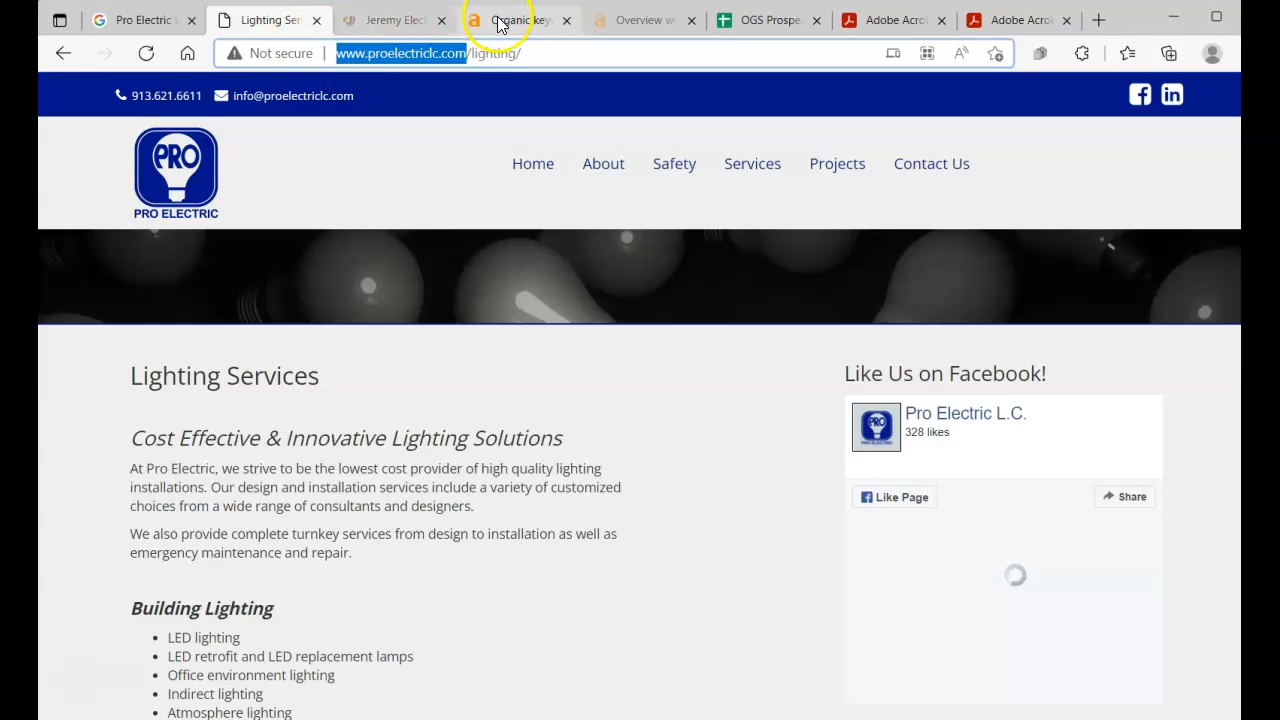 Pro Electric L
Lighting Ser
Jeremy Elect
Organic key
Overview w
OGS Prospe
Adobe Acro
Adobe Acro
Not secure
www.proelectriclc.com/lighting/
913.621.6611
info@proelectriclc.com
PRO
PRO ELECTRIC
Home
About
Safety
Services
Projects
Contact Us
Lighting Services
Cost Effective & Innovative Lighting Solutions
At Pro Electric, we strive to be the lowest cost provider of high quality lighting
installations. Our design and installation services include a variety of customized
choices from a wide range of consultants and designers.
We also provide complete turnkey services from design to installation as well as
emergency maintenance and repair.
Building Lighting
• LED lighting
• LED retrofit and LED replacement lamps
• Office environment lighting
• Indirect lighting
• Atmosphere lighting
Like Us on Facebook!
PRO
Pro Electric L.C.
328 likes
Like Page
Share